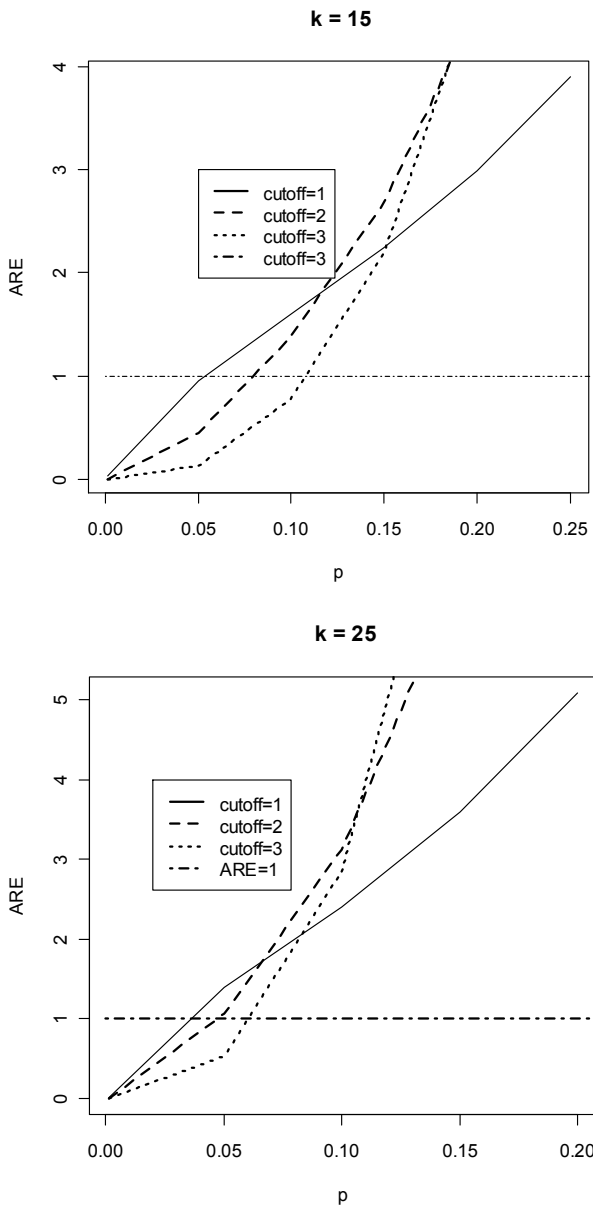 k = 15
4
3
2
1
0
ARE
cutoff=1
cutoff=2
cutoff=3
cutoff=3
0.00 0.05 0.10 0.15 0.20 0.25
p
k = 25
5
4
3
2
1
0
ARE
cutoff=1
cutoff=2
cutoff=3
ARE=1
0.00 0.05 0.10 0.15 0.20
p